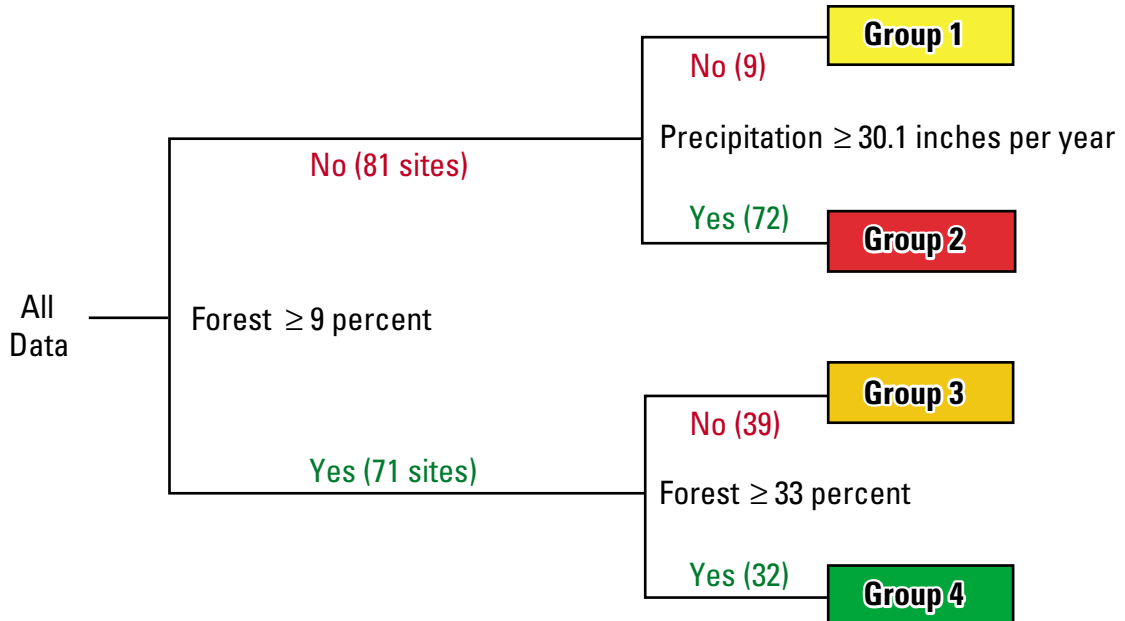 Group 1
No (9)
Precipitation ≥ 30.1 inches per year
No (81 sites)
Yes (72)
Group 2
All
Data
Forest ≥ 9 percent
Group 3
No (39)
Yes (71 sites)
Forest ≥ 33 percent
Yes (32)
Group 4